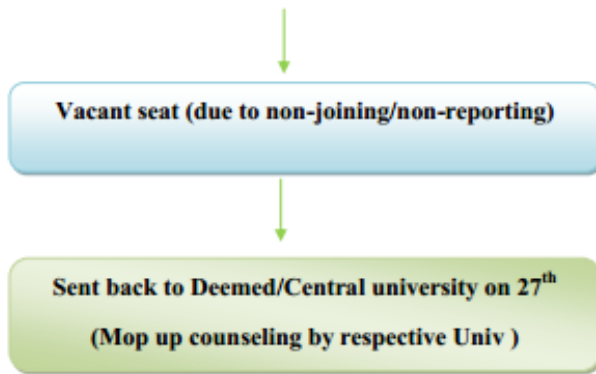 Vacant seat (due to non-joining/non-reporting)
Sent back to Deemed/Central university on 27th
(Mop up counseling by respective Univ )